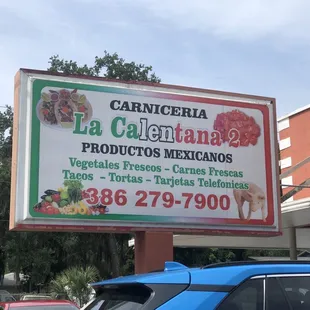 CARNICERIA
La Calentana 2
PRODUCTOS MEXICANOS
Vegetales Frescos - Carnes Frescas
Tacos - Tortas - Tarjetas Telefonicas
386 279-7900